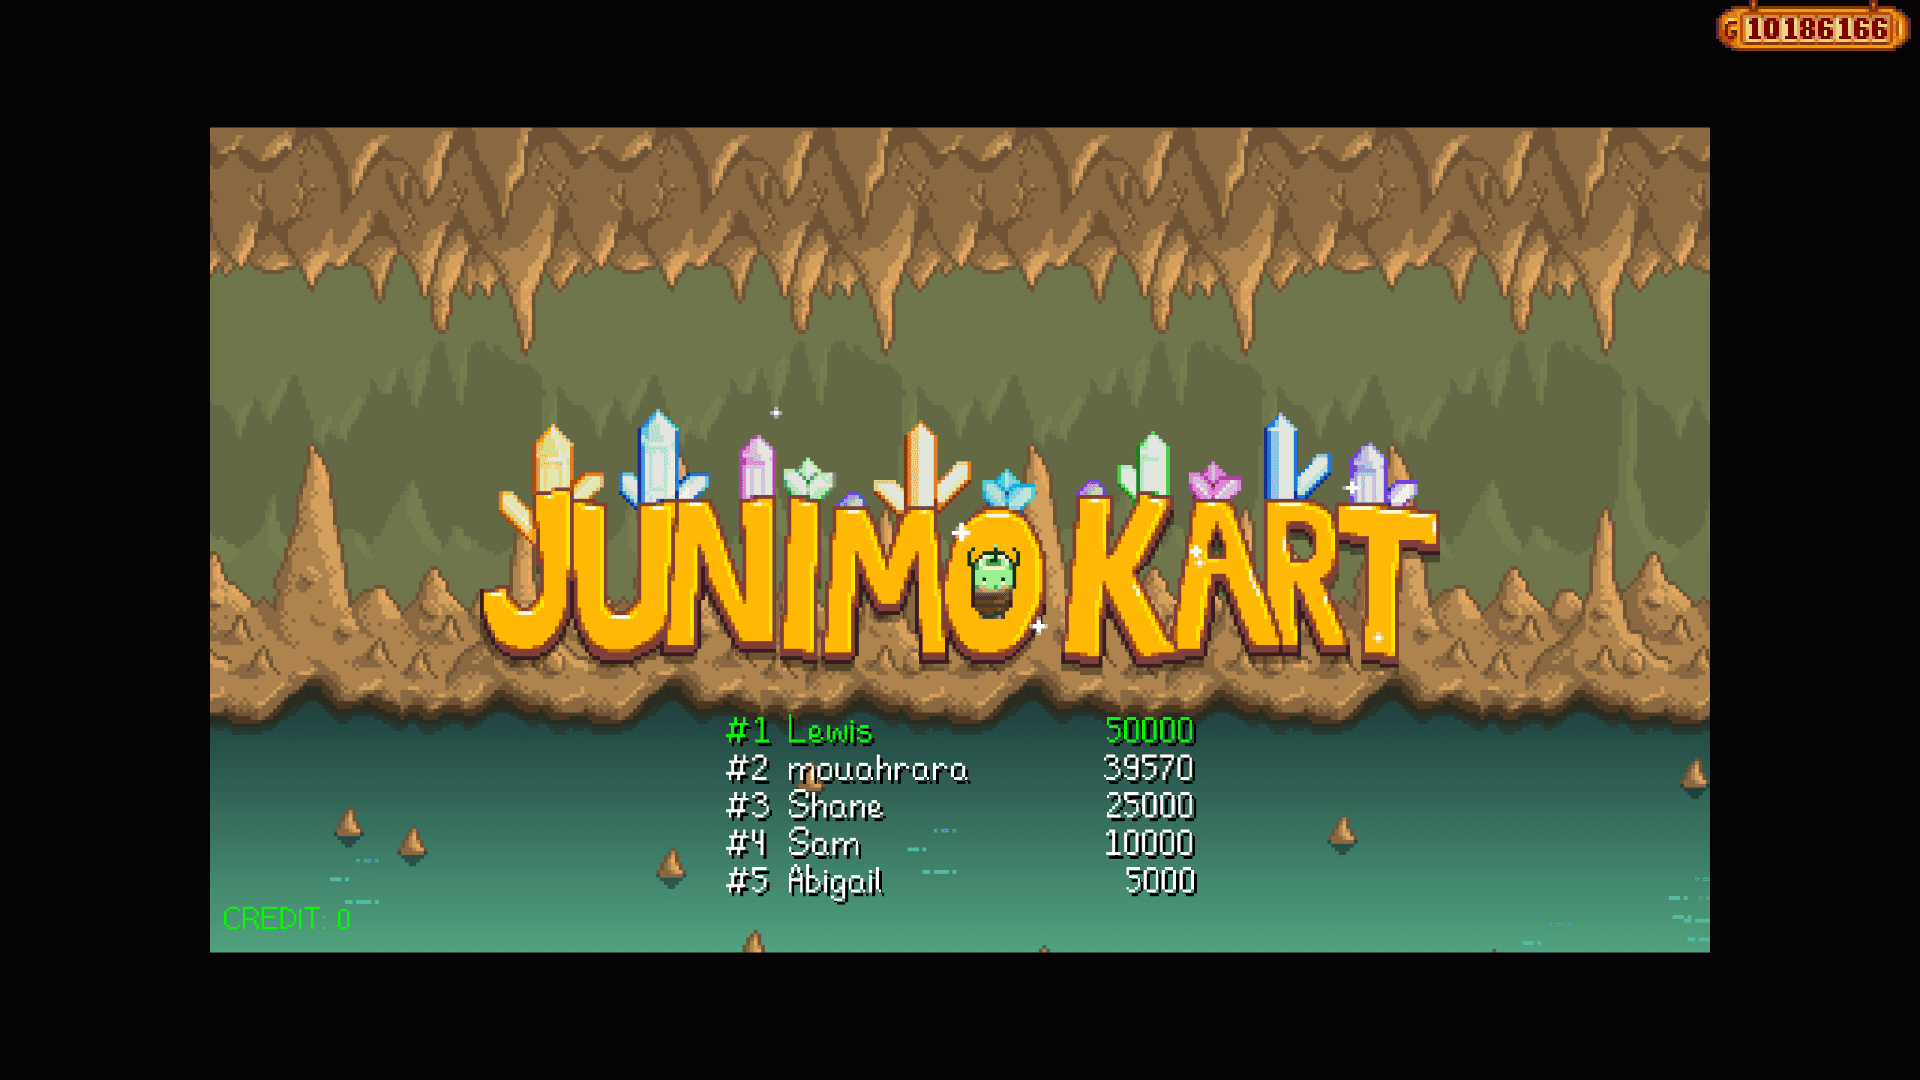 G 10186166
JUNIMO KART
#1 Lewis 50000
#2 mouahrara 39570
#3 Shane 25000
#4 Sam 10000
#5 Abigail 5000
CREDIT: 0